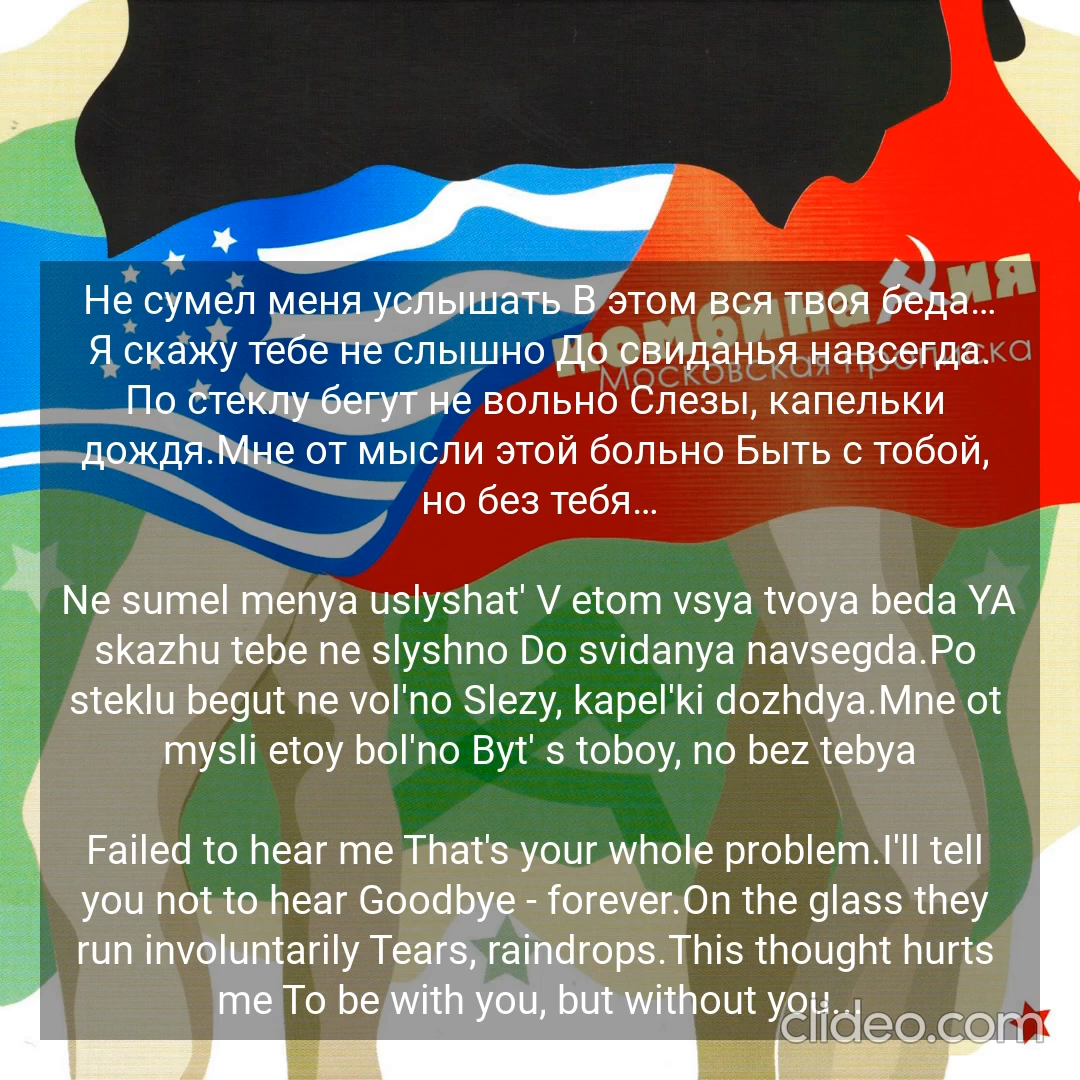 Комбинация
Московская прописка
Не сумел меня услышать В этом вся твоя беда...
Я скажу тебе не слышно До свиданья навсегда.
По стеклу бегут не вольно Слезы, капельки
дождя.Мне от мысли этой больно Быть с тобой,
но без тебя...
Ne sumel menya uslyshat' V etom vsya tvoya beda YA
skazhu tebe ne slyshno Do svidanya navsegda.Po
steklu begut ne vol'no Slezy, kapel'ki dozhdya.Mne ot
mysli etoy bol'no Byt' s toboy, no bez tebya
Failed to hear me That's your whole problem.I'll tell
you not to hear Goodbye - forever.On the glass they
run involuntarily Tears, raindrops.This thought hurts
me To be with you, but without you...
clideo.com